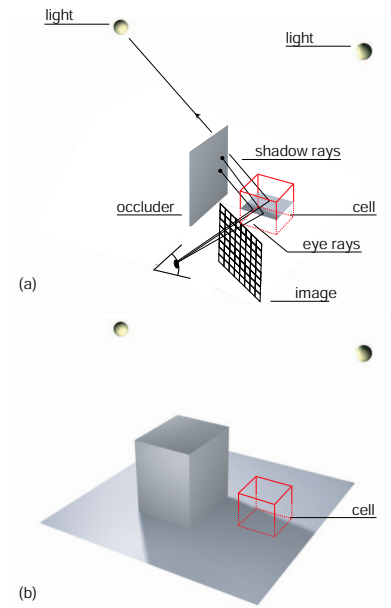 light
light
shadow rays
occluder
cell
eye rays
(a)
image
cell
(b)